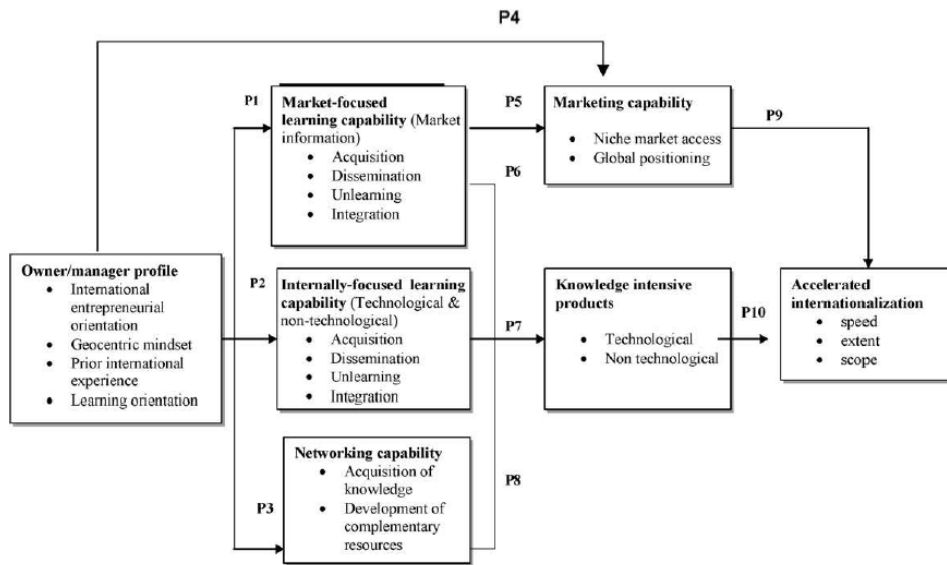 P4
P1
Market-focused
learning capability (Market
information)
• Acquisition
• Dissemination
• Unlearning
• Integration
P5
P6
Marketing capability
• Niche market access
• Global positioning
P9
Owner/manager profile
• International
entrepreneurial
orientation
• Geocentric mindset
• Prior international
experience
• Learning orientation
P2
Internally-focused learning
capability (Technological &
non-technological)
• Acquisition
• Dissemination
• Unlearning
• Integration
P7
Knowledge intensive
products
• Technological
• Non technological
P10
Accelerated
internationalization
• speed
• extent
• scope
P3
Networking capability
• Acquisition of
knowledge
• Development of
complementary
resources
P8